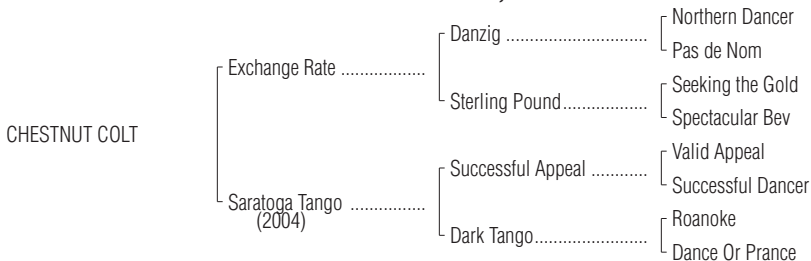 Northern Dancer
Danzig ..............................
Pas de Nom
Exchange Rate ..................
Seeking the Gold
Sterling Pound..................
Spectacular Bev
CHESTNUT COLT
Valid Appeal
Successful Appeal ............
Successful Dancer
Saratoga Tango ................
(2004)
Roanoke
Dark Tango........................
Dance Or Prance